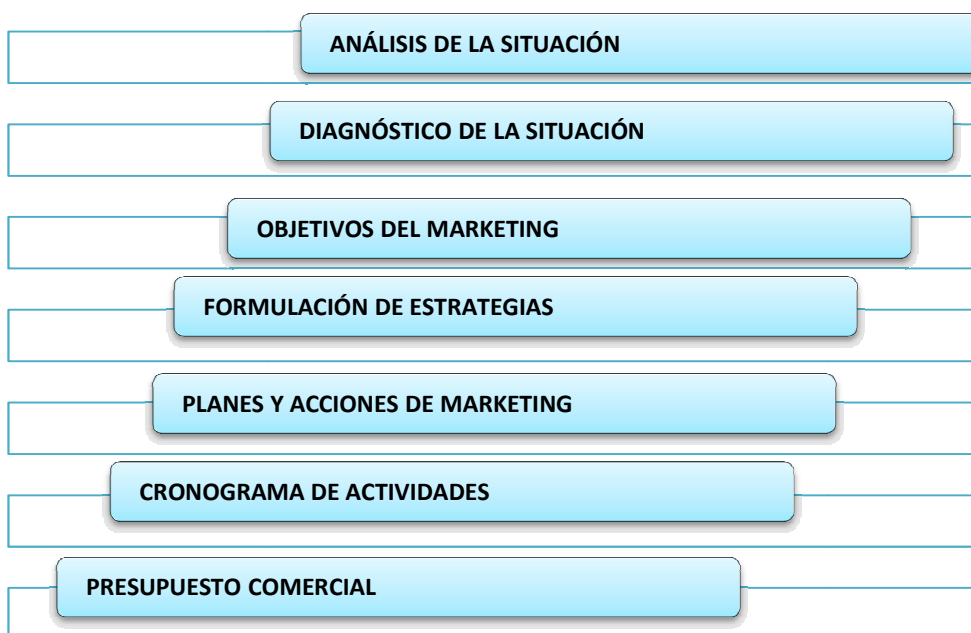 ANÁLISIS DE LA SITUACIÓN
DIAGNÓSTICO DE LA SITUACIÓN
OBJETIVOS DEL MARKETING
FORMULACIÓN DE ESTRATEGIAS
PLANES Y ACCIONES DE MARKETING
CRONOGRAMA DE ACTIVIDADES
PRESUPUESTO COMERCIAL